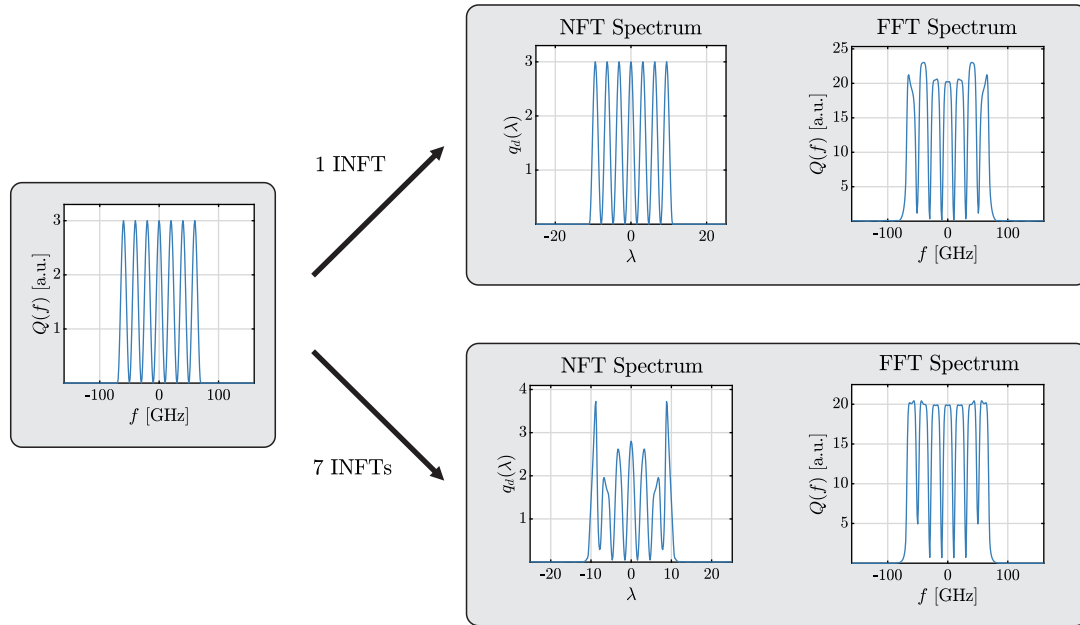 NFT Spectrum
3
2
1
q_d(λ)
-20
0
20
λ
FFT Spectrum
25
20
15
10
5
Q(f) [a.u.]
-100
0
100
f [GHz]
1 INFT
3
2
1
Q(f) [a.u.]
-100
0
100
f [GHz]
7 INFTs
NFT Spectrum
4
3
2
1
q_d(λ)
-20
-10
0
10
20
λ
FFT Spectrum
20
15
10
5
Q(f) [a.u.]
-100
0
100
f [GHz]